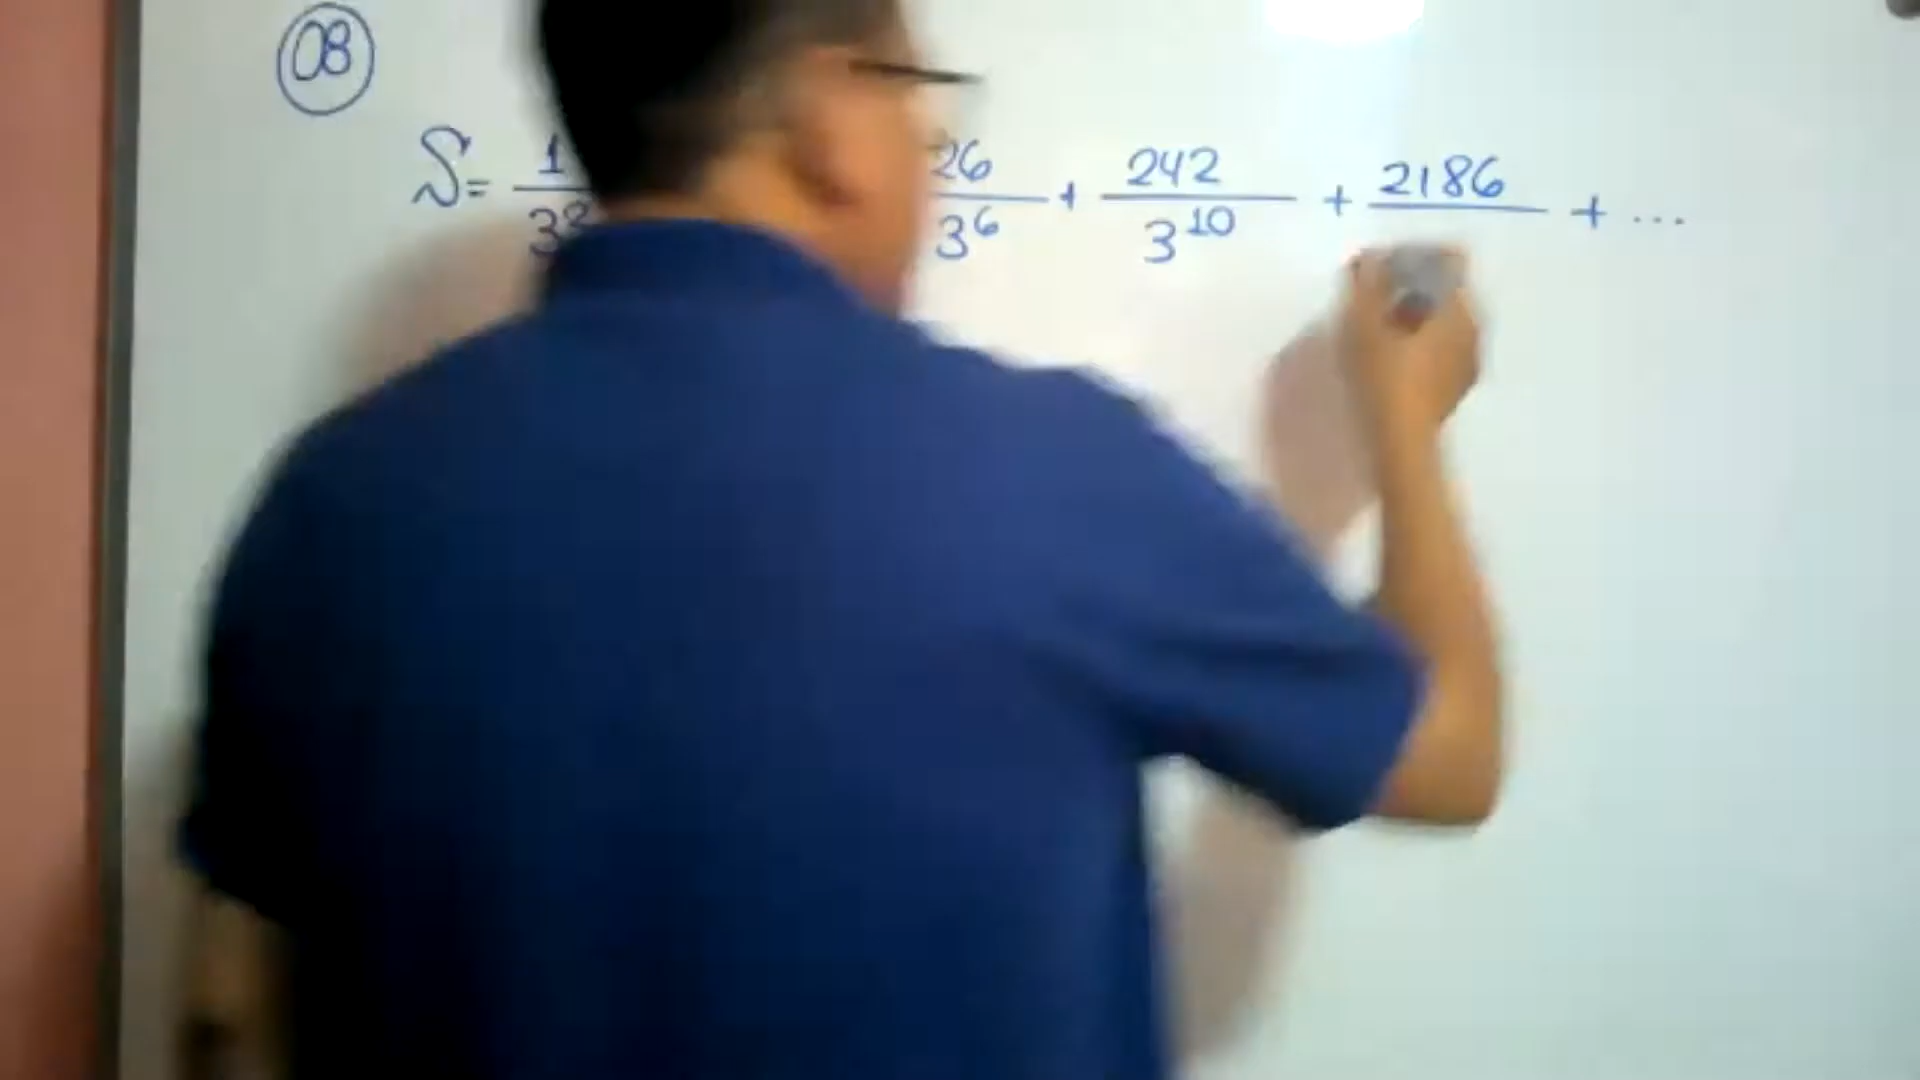 08
S = 1/3² 26/3⁶ + 242/3¹⁰ + 2186/ + ...